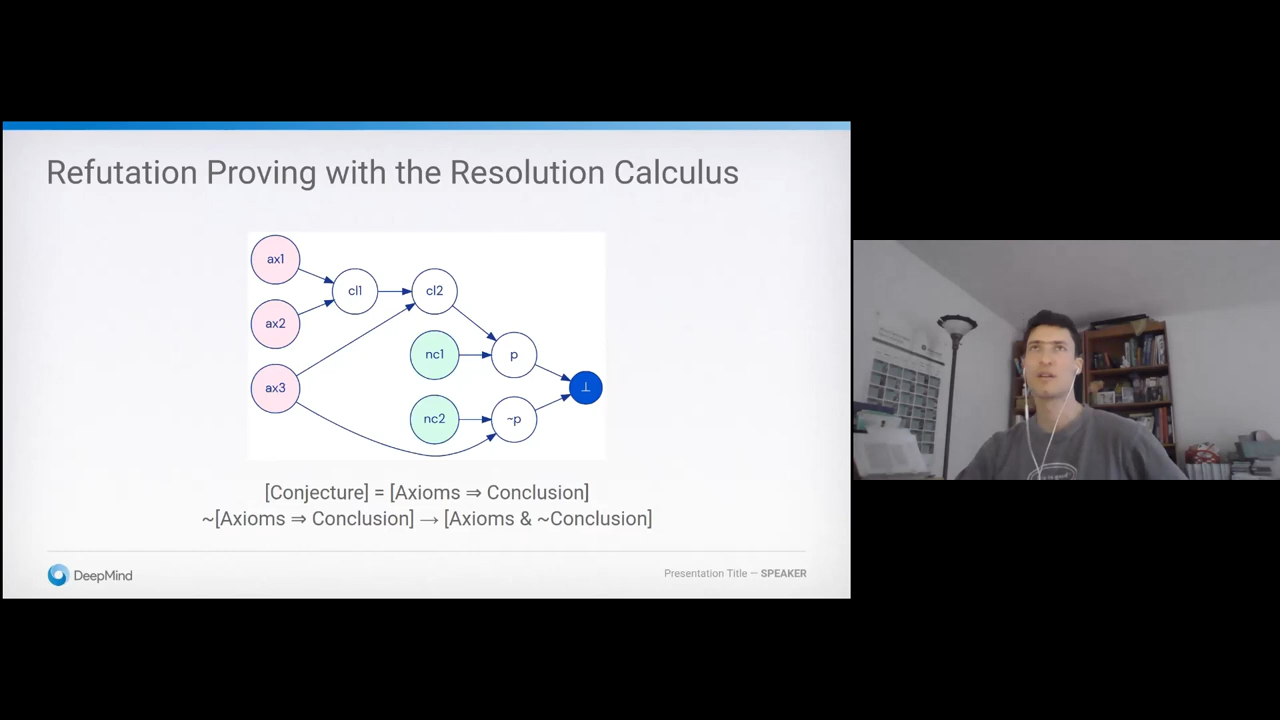 Refutation Proving with the Resolution Calculus
ax1
cl1
cl2
ax2
nc1
p
ax3
⊥
nc2
~p
[Conjecture] = [Axioms ⇒ Conclusion]
~[Axioms ⇒ Conclusion] → [Axioms & ~Conclusion]
DeepMind
Presentation Title — SPEAKER